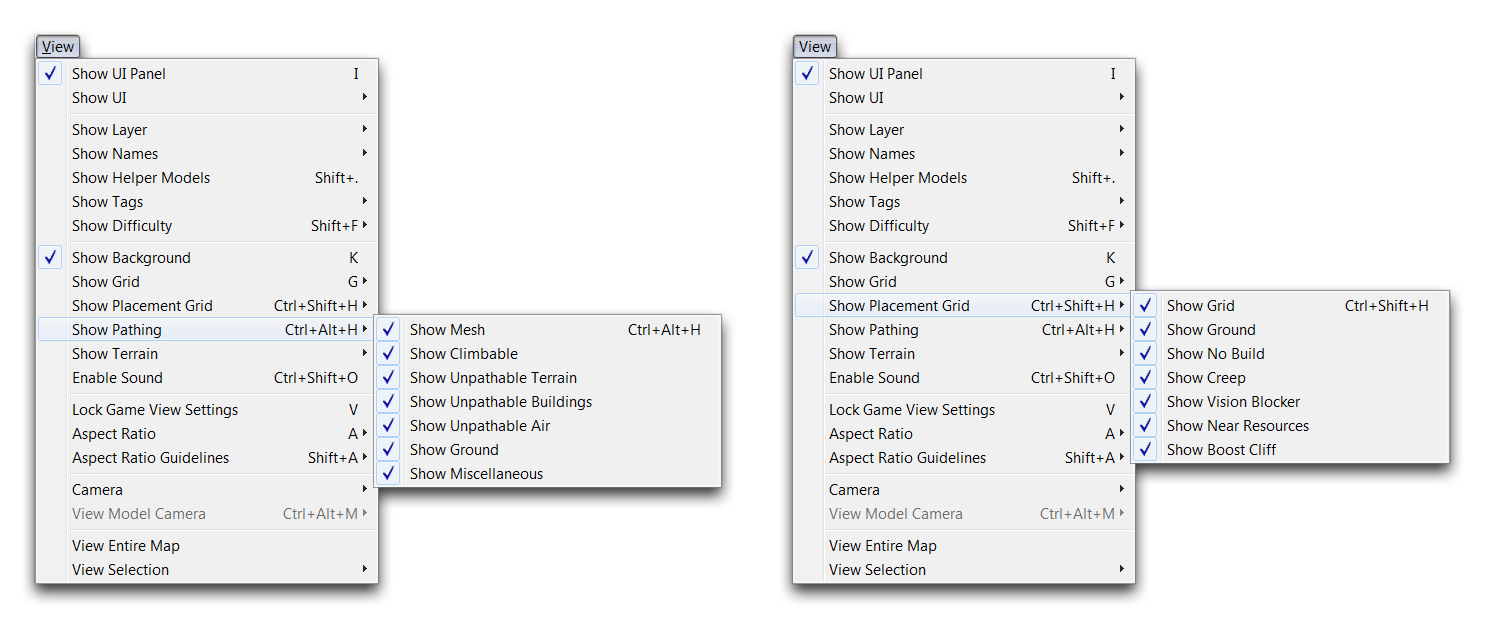 View
Show UI Panel I
Show UI
Show Layer
Show Names
Show Helper Models Shift+.
Show Tags
Show Difficulty Shift+F
Show Background K
Show Grid G
Show Placement Grid Ctrl+Shift+H
Show Pathing Ctrl+Alt+H
Show Terrain
Enable Sound Ctrl+Shift+O
Lock Game View Settings V
Aspect Ratio A
Aspect Ratio Guidelines Shift+A
Camera
View Model Camera Ctrl+Alt+M
View Entire Map
View Selection
Show Mesh Ctrl+Alt+H
Show Climbable
Show Unpathable Terrain
Show Unpathable Buildings
Show Unpathable Air
Show Ground
Show Miscellaneous
View
Show UI Panel I
Show UI
Show Layer
Show Names
Show Helper Models Shift+.
Show Tags
Show Difficulty Shift+F
Show Background K
Show Grid G
Show Placement Grid Ctrl+Shift+H
Show Pathing Ctrl+Alt+H
Show Terrain
Enable Sound Ctrl+Shift+O
Lock Game View Settings V
Aspect Ratio A
Aspect Ratio Guidelines Shift+A
Camera
View Model Camera Ctrl+Alt+M
View Entire Map
View Selection
Show Grid Ctrl+Shift+H
Show Ground
Show No Build
Show Creep
Show Vision Blocker
Show Near Resources
Show Boost Cliff